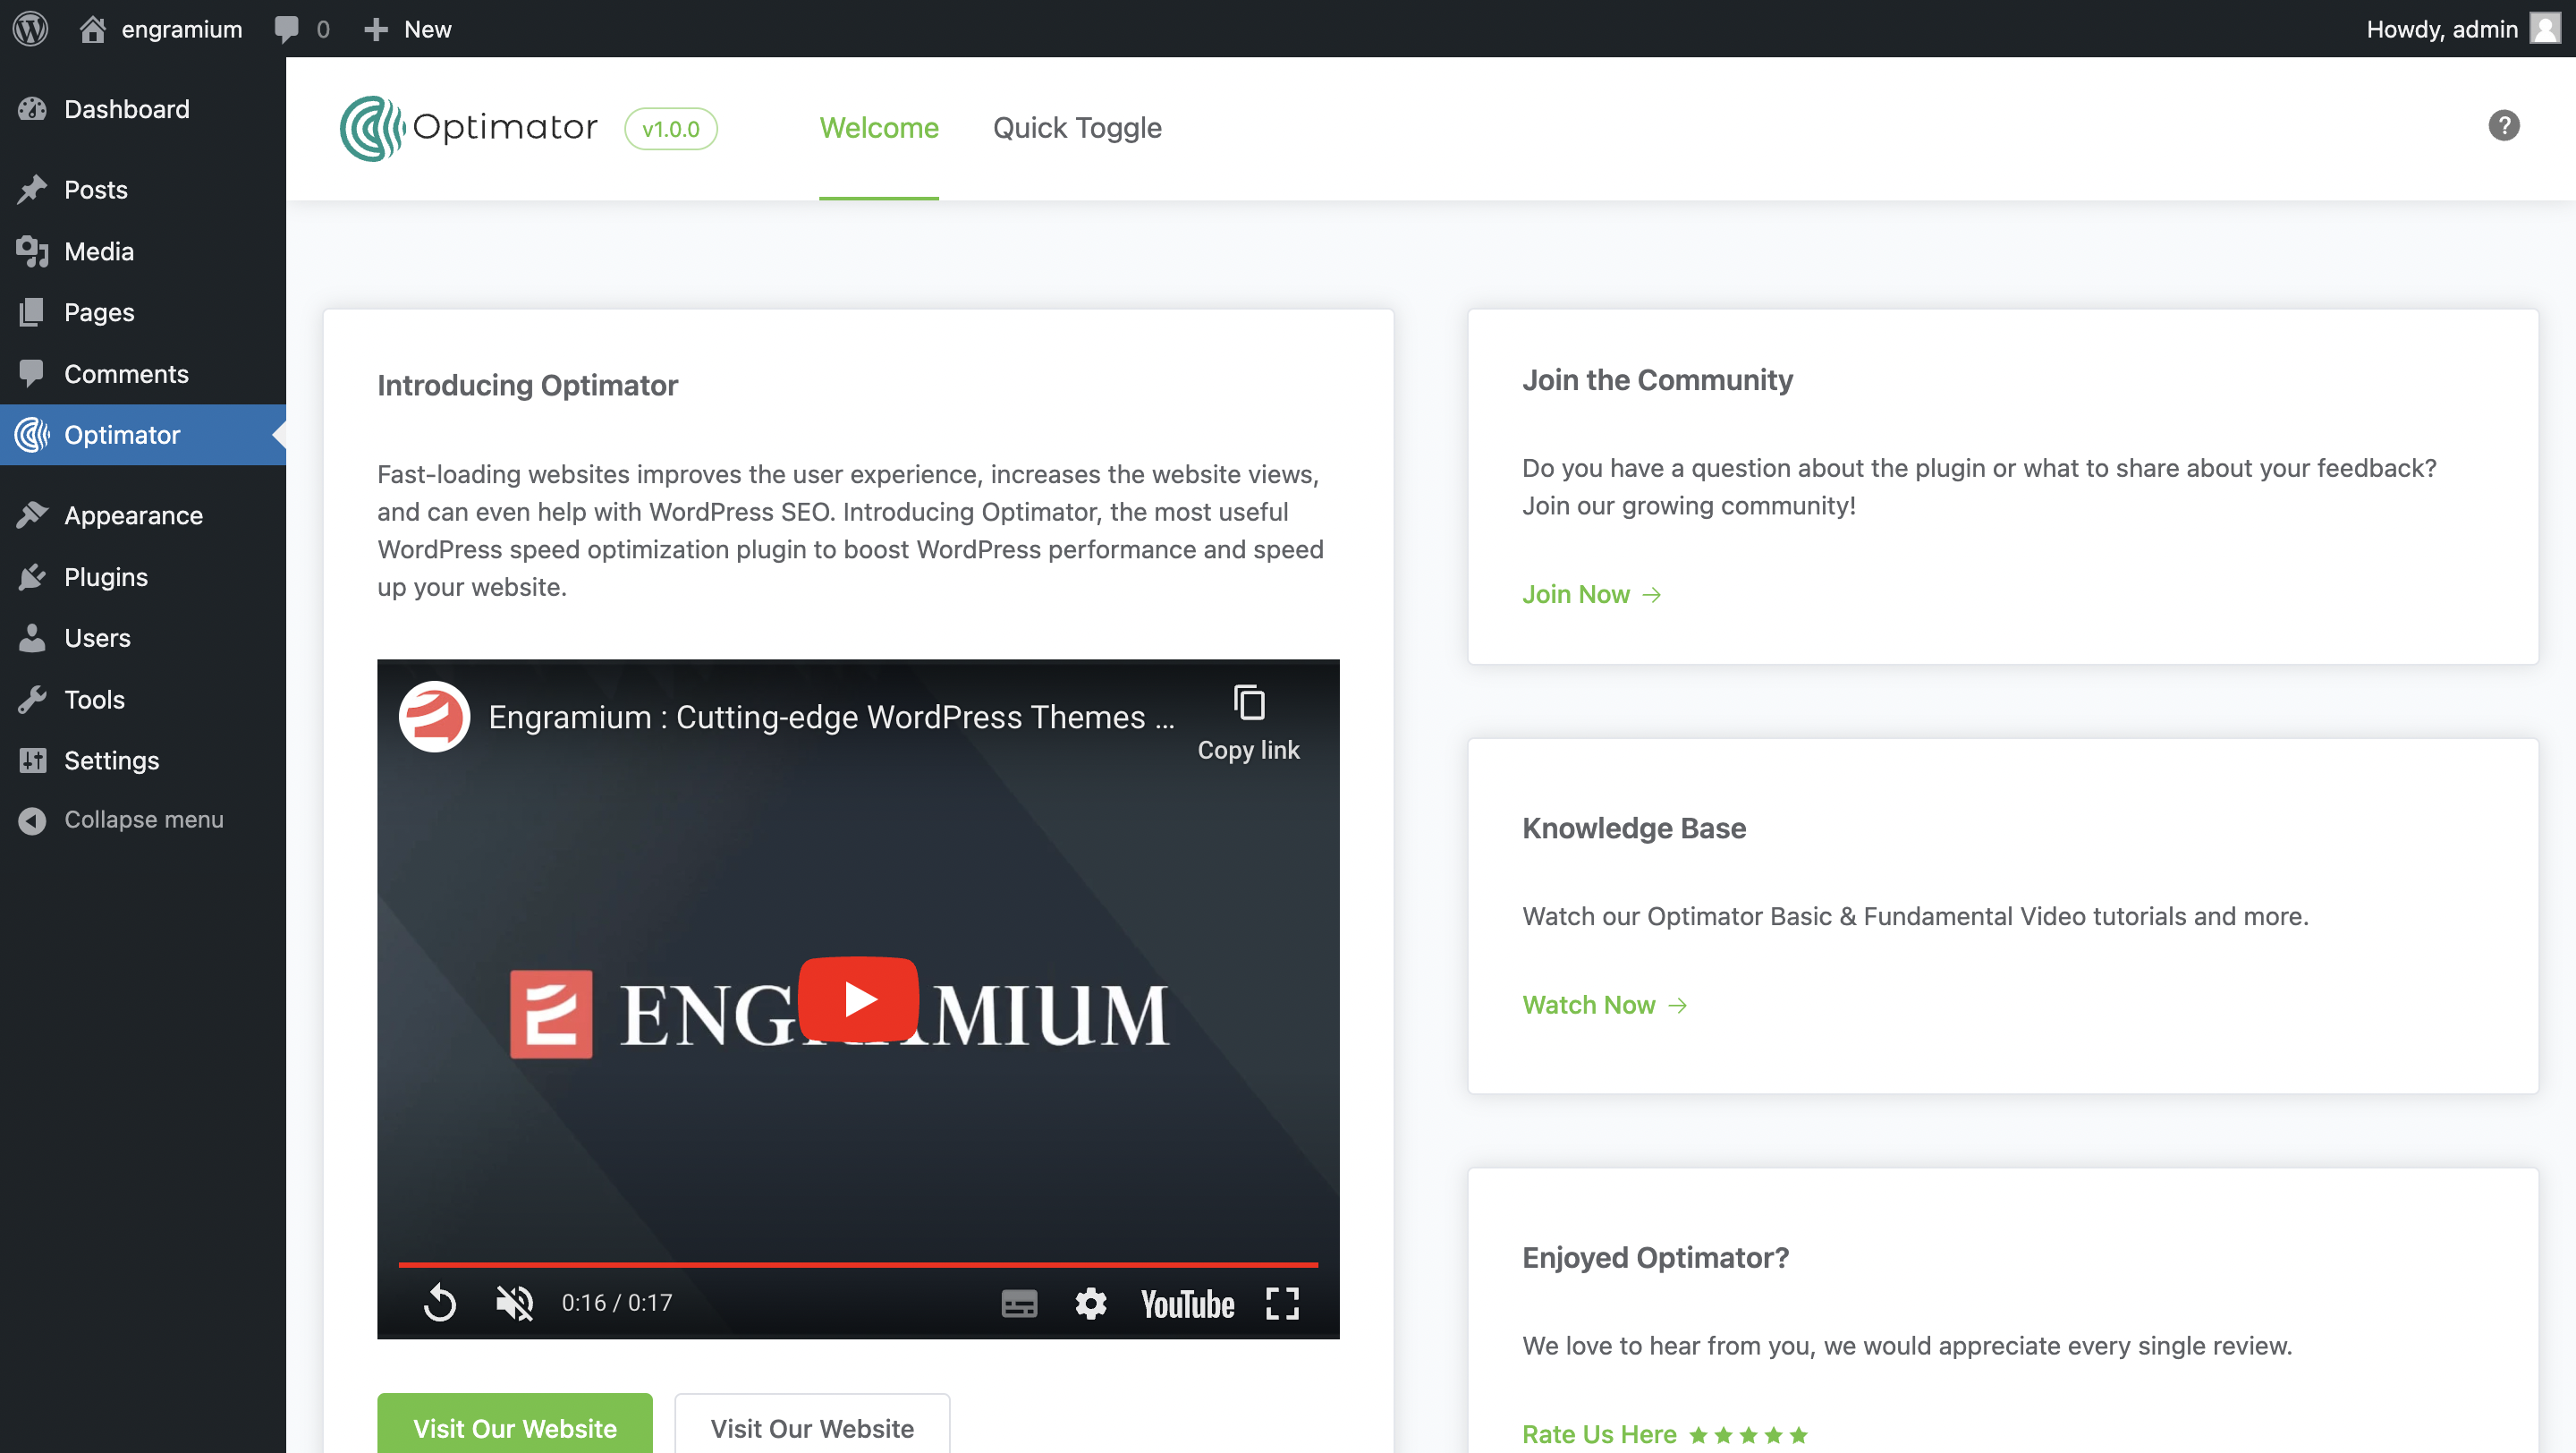 engramium
0
New
Howdy, admin
Dashboard
Posts
Media
Pages
Comments
Optimator
Appearance
Plugins
Users
Tools
Settings
Collapse menu
Optimator
v1.0.0
Welcome
Quick Toggle
?
Introducing Optimator
Fast-loading websites improves the user experience, increases the website views,
and can even help with WordPress SEO. Introducing Optimator, the most useful
WordPress speed optimization plugin to boost WordPress performance and speed
up your website.
Engramium : Cutting-edge WordPress Themes ...
Copy link
ENGRAMIUM
0:16 / 0:17
YouTube
Visit Our Website
Visit Our Website
Join the Community
Do you have a question about the plugin or what to share about your feedback?
Join our growing community!
Join Now →
Knowledge Base
Watch our Optimator Basic & Fundamental Video tutorials and more.
Watch Now →
Enjoyed Optimator?
We love to hear from you, we would appreciate every single review.
Rate Us Here ★★★★★